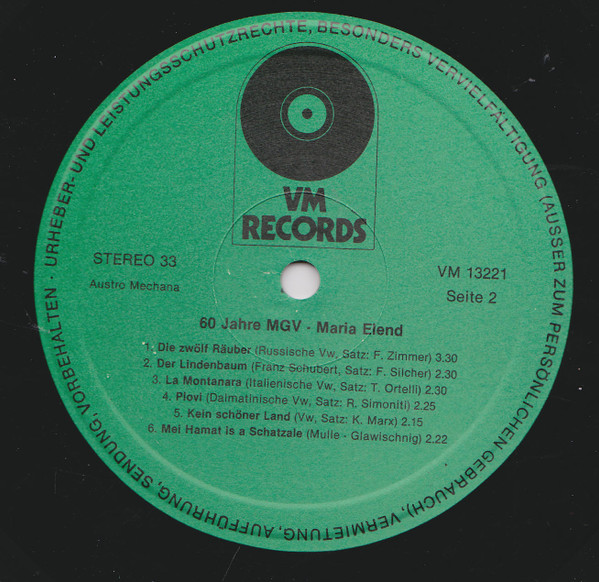 URHEBER- UND LEISTUNGSSCHUTZRECHTE, BESONDERS VERVIELFÄLTIGUNG (AUSSER ZUM PERSÖNLICHEN GEBRAUCH), VERMIETUNG, AUFFÜHRUNG, SENDUNG, VORBEHALTEN ·
VM
RECORDS
STEREO 33
Austro Mechana
VM 13221
Seite 2
60 Jahre MGV - Maria Elend
1. Die zwölf Räuber (Russische Vw, Satz: F. Zimmer) 3.30
2. Der Lindenbaum (Franz Schubert, Satz: F. Silcher) 2.30
3. La Montanara (Italienische Vw, Satz: T. Ortelli) 2.30
4. Plovi (Dalmatinische Vw, Satz: R. Simoniti) 2.25
5. Kein schöner Land (Vw, Satz: K. Marx) 2.15
6. Mei Hamat is a Schatzale (Mulle - Glawischnig) 2.22